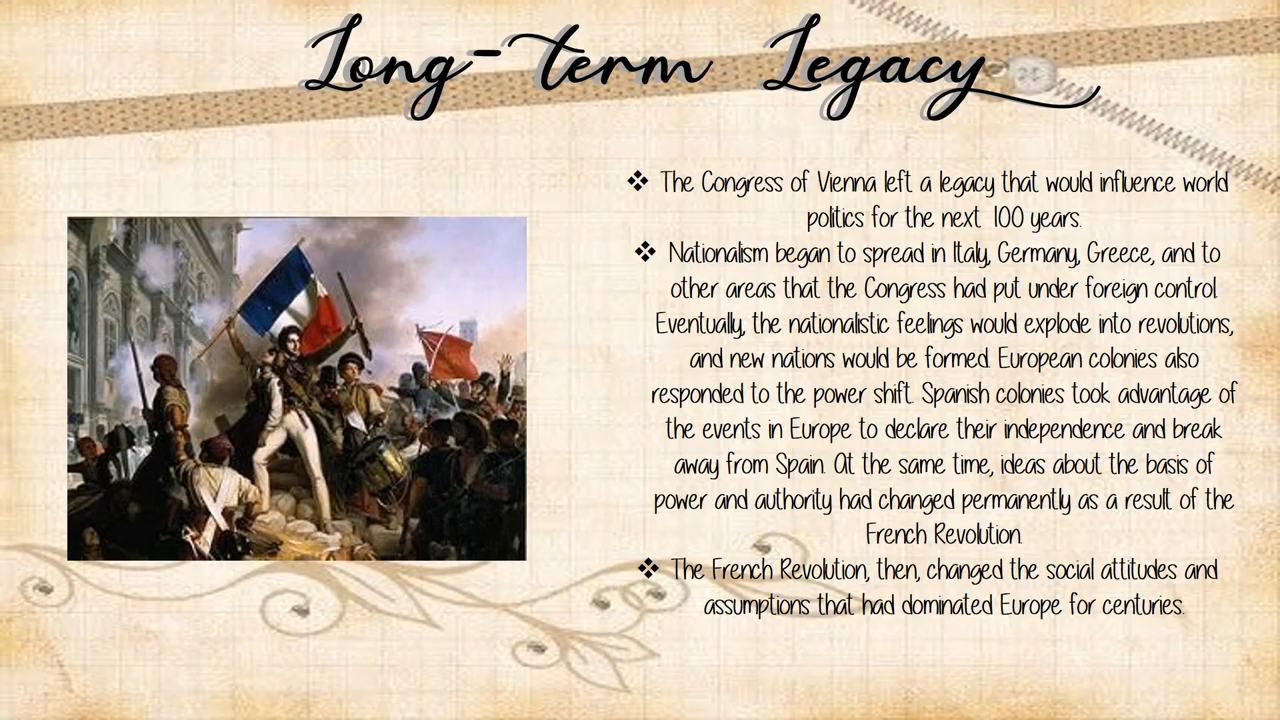 Long-term Legacy
❖ The Congress of Vienna left a legacy that would influence world
politics for the next 100 years.
❖ Nationalism began to spread in Italy, Germany, Greece, and to
other areas that the Congress had put under foreign control.
Eventually, the nationalistic feelings would explode into revolutions,
and new nations would be formed. European colonies also
responded to the power shift. Spanish colonies took advantage of
the events in Europe to declare their independence and break
away from Spain. At the same time, ideas about the basis of
power and authority had changed permanently as a result of the
French Revolution.
❖ The French Revolution, then, changed the social attitudes and
assumptions that had dominated Europe for centuries.